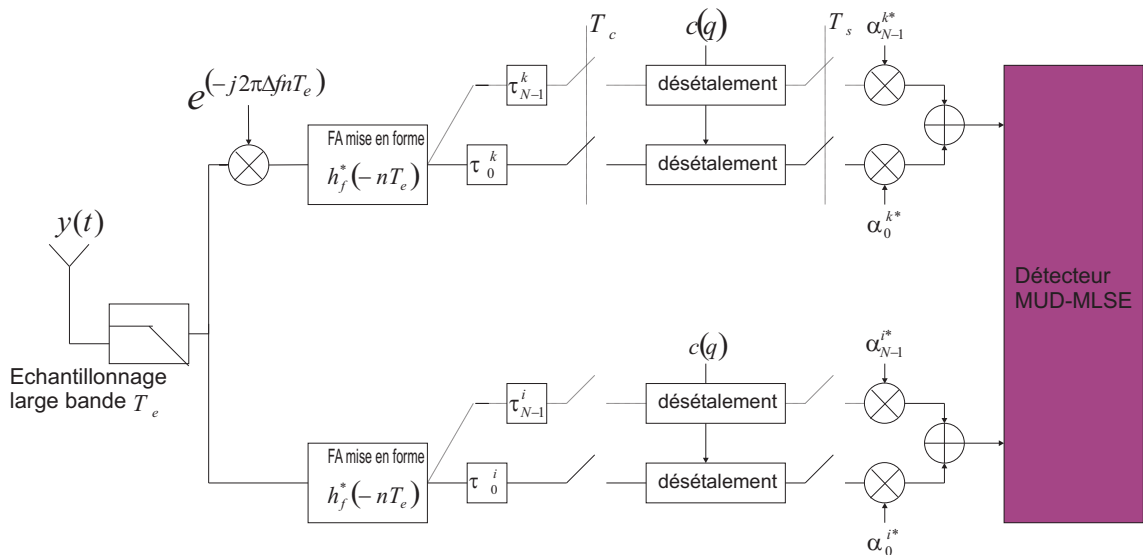 y(t)
Echantillonnage
large bande T_e
e^(-j2πΔfnT_e)
FA mise en forme
h_f^*(-nT_e)
τ_{N-1}^k
τ_0^k
T_c
c(q)
désétalement
désétalement
T_s
α_{N-1}^{k*}
α_0^{k*}
FA mise en forme
h_f^*(-nT_e)
τ_{N-1}^i
τ_0^i
c(q)
désétalement
désétalement
α_{N-1}^{i*}
α_0^{i*}
Détecteur
MUD-MLSE